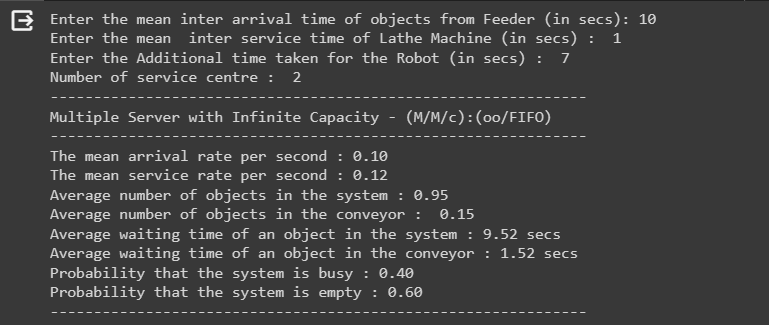 Enter the mean inter arrival time of objects from Feeder (in secs): 10
Enter the mean  inter service time of Lathe Machine (in secs) :  1
Enter the Additional time taken for the Robot (in secs) :  7
Number of service centre :  2
--------------------------------------------------------------
Multiple Server with Infinite Capacity - (M/M/c):(oo/FIFO)
--------------------------------------------------------------
The mean arrival rate per second : 0.10
The mean service rate per second : 0.12
Average number of objects in the system : 0.95
Average number of objects in the conveyor :  0.15
Average waiting time of an object in the system : 9.52 secs
Average waiting time of an object in the conveyor : 1.52 secs
Probability that the system is busy : 0.40
Probability that the system is empty : 0.60
--------------------------------------------------------------